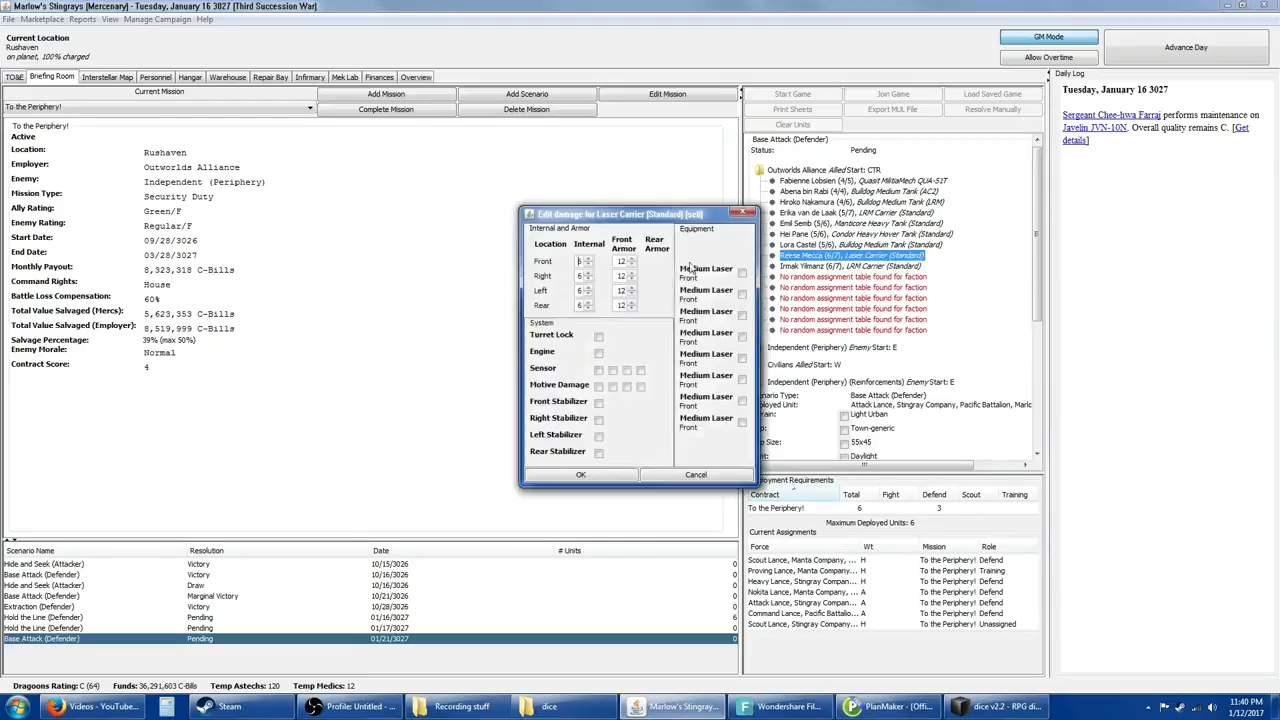 Marlow's Stingrays [Mercenary] - Tuesday, January 16 3027 (Third Succession War)
File Marketplace Reports View Manage Campaign Help
Current Location
Rushaven
on planet, 100% charged
GM Mode
Allow Overtime
Advance Day
TO&E Briefing Room Interstellar Map Personnel Hangar Warehouse Repair Bay Infirmary Mek Lab Finances Overview
Current Mission
To the Periphery!
Add Mission Add Scenario Edit Mission
Complete Mission Delete Mission
To the Periphery!
Active
Location: Rushaven
Employer: Outworlds Alliance
Enemy: Independent (Periphery)
Mission Type: Security Duty
Ally Rating: Green/F
Enemy Rating: Regular/F
Start Date: 09/28/3026
End Date: 03/28/3027
Monthly Payout: 8,323,318 C-Bills
Command Rights: House
Battle Loss Compensation: 60%
Total Value Salvaged (Mercs) 5,623,353 C-Bills
Total Value Salvaged (Employer) 8,519,999 C-Bills
Salvage Percentage: 39% (max 50%)
Enemy Morale: Normal
Contract Score: 4
Scenario Name Resolution Date # Units
Hide and Seek (Attacker) Victory 10/15/3026 0
Base Attack (Defender) Victory 10/16/3026 0
Hide and Seek (Attacker) Draw 10/16/3026 0
Base Attack (Defender) Marginal Victory 10/21/3026 0
Extraction (Defender) Victory 10/28/3026 0
Hold the Line (Defender) Pending 01/16/3027 6
Hold the Line (Defender) Pending 01/17/3027 0
Base Attack (Defender) Pending 01/21/3027 0
Edit damage for Laser Carrier (Standard) (self)
Internal and Armor
Location Internal Front Armor Rear Armor
Front 6 12
Right 6 12
Left 6 12
Rear 6 12
System
Turret Lock
Engine
Sensor
Motive Damage
Front Stabilizer
Right Stabilizer
Left Stabilizer
Rear Stabilizer
Equipment
Medium Laser
Front
Medium Laser
Front
Medium Laser
Front
Medium Laser
Front
Medium Laser
Front
Medium Laser
Front
Medium Laser
Front
Medium Laser
Front
OK Cancel
Start Game Join Game Load Saved Game
Print Sheets Export MUL File Resolve Manually
Clear Units
Base Attack (Defender)
Status: Pending
Outworlds Alliance Allied Start: CTR
Fabienne Lobsien (4/5), Quasit MilitiaMech QUA-51T
Abena bin Rabi (4/4), Bulldog Medium Tank (AC2)
Hiroko Nakamura (4/6), Bulldog Medium Tank (LRM)
Erika van de Laak (5/7), LRM Carrier (Standard)
Emil Semb (5/6), Manticore Heavy Tank (Standard)
Hei Pane (5/6), Condor Heavy Hover Tank (Standard)
Lora Castel (5/6), Bulldog Medium Tank (Standard)
Reese Mecca (6/7), Laser Carrier (Standard)
Irmak Yilmanz (6/7), LRM Carrier (Standard)
No random assignment table found for faction
No random assignment table found for faction
No random assignment table found for faction
No random assignment table found for faction
No random assignment table found for faction
No random assignment table found for faction
Independent (Periphery) Enemy Start: E
Civilians Allied Start: W
Independent (Periphery) (Reinforcements) Enemy Start: E
Base Attack (Defender)
Attack Lance, Stingray Company, Pacific Battalion, Marlo
Light Urban
Town-generic
55x45
Daylight
Contract Total Fight Defend Scout Training
To the Periphery! 6 3
Maximum Deployed Units: 6
Current Assignments
Force Wt Mission Role
Scout Lance, Manta Company,... H To the Periphery! Defend
Proving Lance, Manta Company... H To the Periphery! Training
Heavy Lance, Stingray Compan... H To the Periphery! Defend
Nokita Lance, Manta Company,... A To the Periphery! Defend
Attack Lance, Stingray Compa... A To the Periphery! Defend
Command Lance, Pacific Battalio... A To the Periphery! Defend
Scout Lance, Stingray Company... H To the Periphery! Unassigned
Daily Log
Tuesday, January 16 3027
Sergeant Chee-hwa Farraj performs maintenance on
Javelin JVN-10N. Overall quality remains C. [Get
details]
Dragoons Rating: C (64) Funds: 36,291,603 C-Bills Temp Astechs: 120 Temp Medics: 12
Videos - YouTube... Steam Profile: Untitled - ... Recording stuff dice Marlow's Stingray... Wondershare Fil... PlanMaker - [Offi... dice v2.2 - RPG di...
11:40 PM
1/12/2017